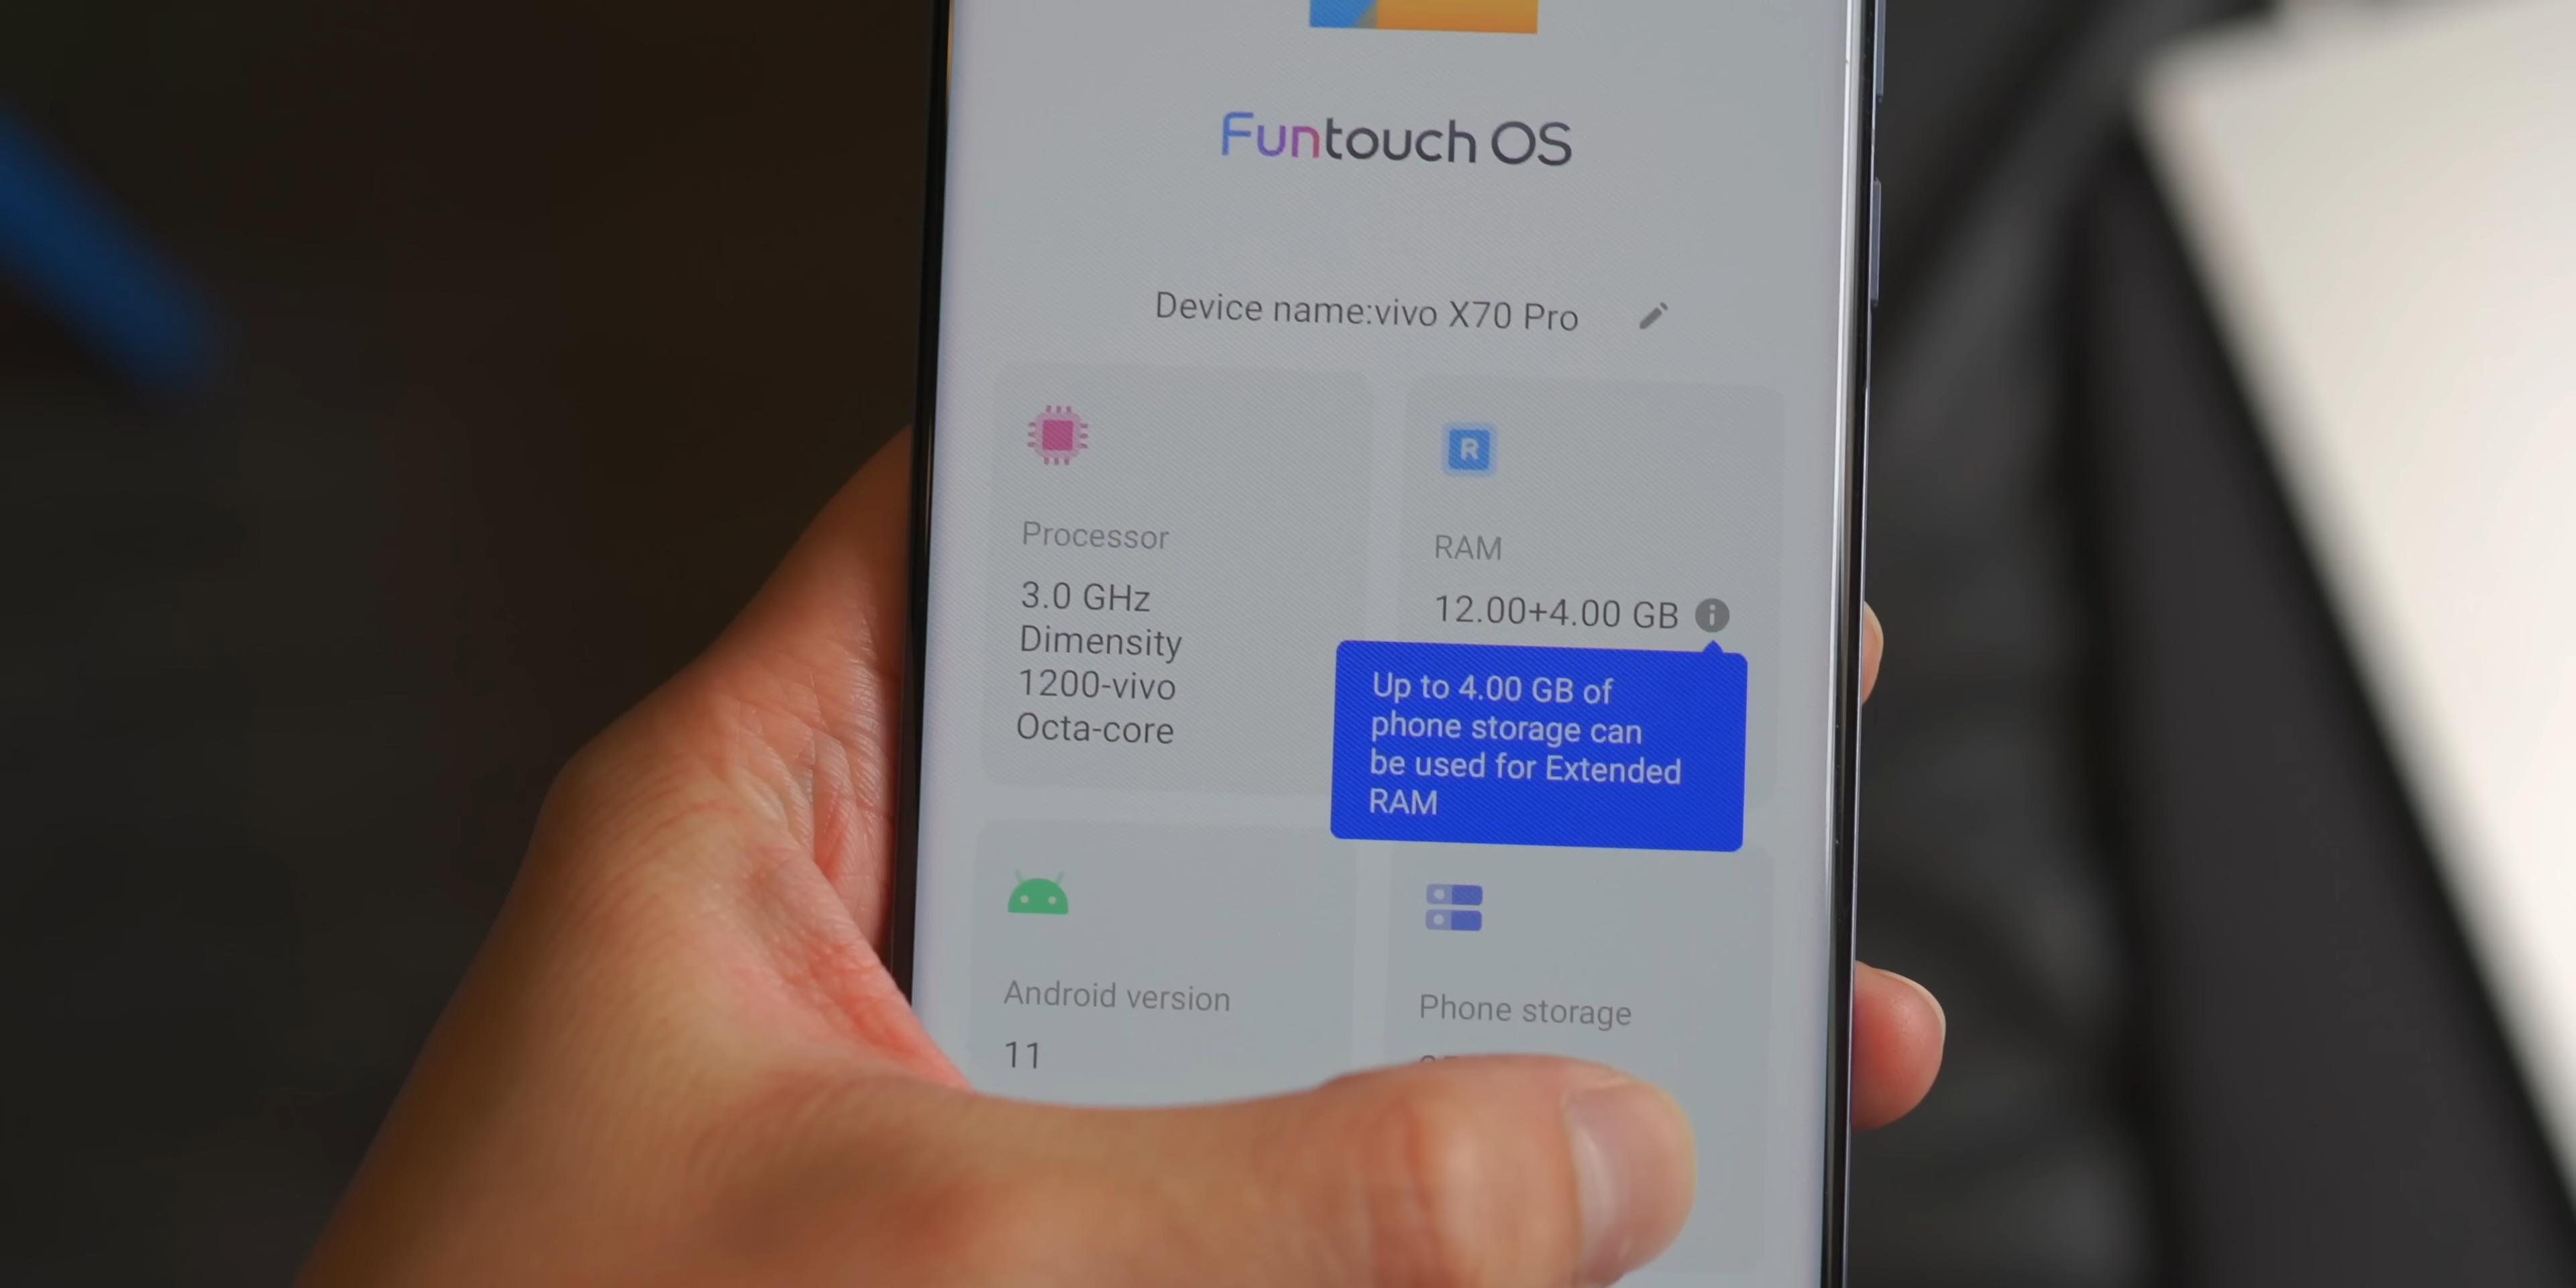 Funtouch OS
Device name:vivo X70 Pro
Processor
3.0 GHz
Dimensity
1200-vivo
Octa-core
R
RAM
12.00+4.00 GB
Up to 4.00 GB of
phone storage can
be used for Extended
RAM
Android version
11
Phone storage